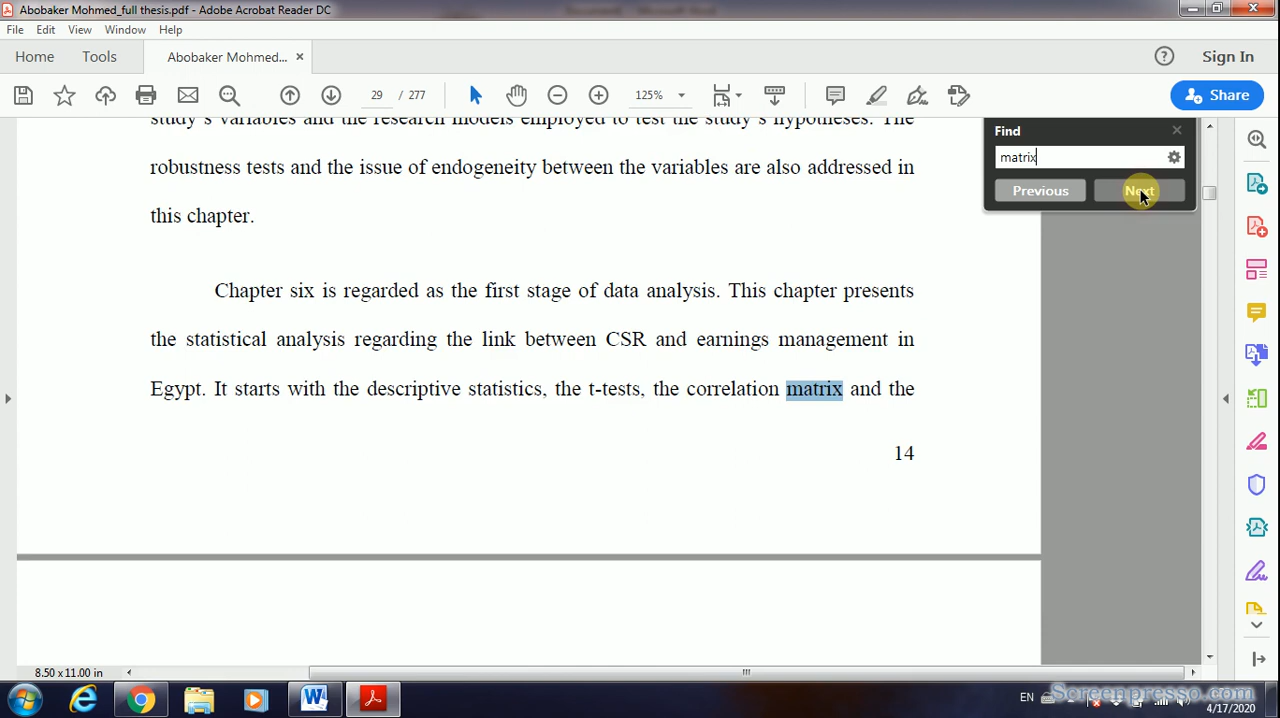 Abobaker Mohmed_full thesis.pdf - Adobe Acrobat Reader DC
File Edit View Window Help
Home Tools Abobaker Mohmed... × Sign In
29 / 277 125% Share
study's variables and the research models employed to test the study's hypotheses. The
robustness tests and the issue of endogeneity between the variables are also addressed in
this chapter.
Find
matrix
Previous Next
Chapter six is regarded as the first stage of data analysis. This chapter presents
the statistical analysis regarding the link between CSR and earnings management in
Egypt. It starts with the descriptive statistics, the t-tests, the correlation matrix and the
14
8.50 x 11.00 in
EN
Screenpresso.com
4/17/2020